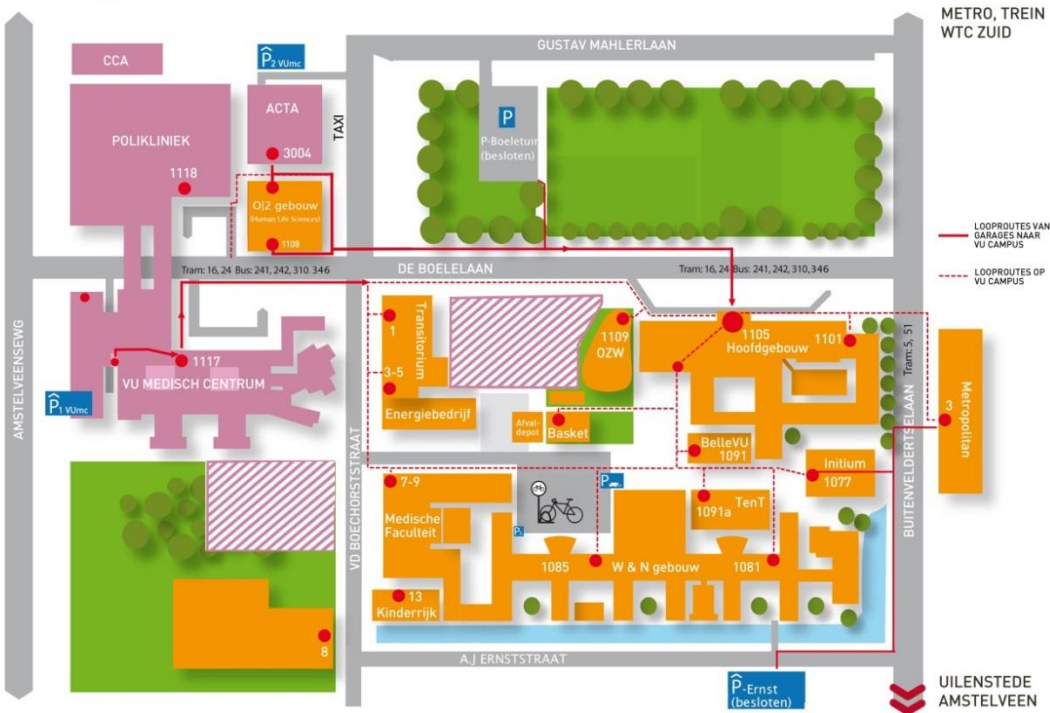 METRO, TREIN
WTC ZUID
GUSTAV MAHLERLAAN
CCA
P2 VUmc
ACTA
TAXI
POLIKLINIEK
3004
1118
P
P-Boeletuin
(besloten)
O|2 gebouw
(Human Life Sciences)
1108
LOOPROUTES VAN
GARAGES NAAR
VU CAMPUS
LOOPROUTES OP
VU CAMPUS
Tram: 16, 24 Bus: 241, 242, 310. 346
DE BOELELAAN
Tram: 16, 24 Bus: 241, 242, 310,346
AMSTELVEENSEWG
1117
VU MEDISCH CENTRUM
P1 VUmc
Transitorium
1
3-5
Energiebedrijf
1109
OZW
1105
Hoofdgebouw
1101
Tram: 5, 51
BUITENVELDERTSELAAN
Metropolitan
3
Afval-
depot
Basket
BelleVU
1091
Initium
1077
VD BOECHORSTSTRAAT
7-9
Medische
Faculteit
P
P
TenT
1091a
1085
W & N gebouw
1081
13
Kinderrijk
8
A.J ERNSTSTRAAT
P-Ernst
(besloten)
UILENSTEDE
AMSTELVEEN